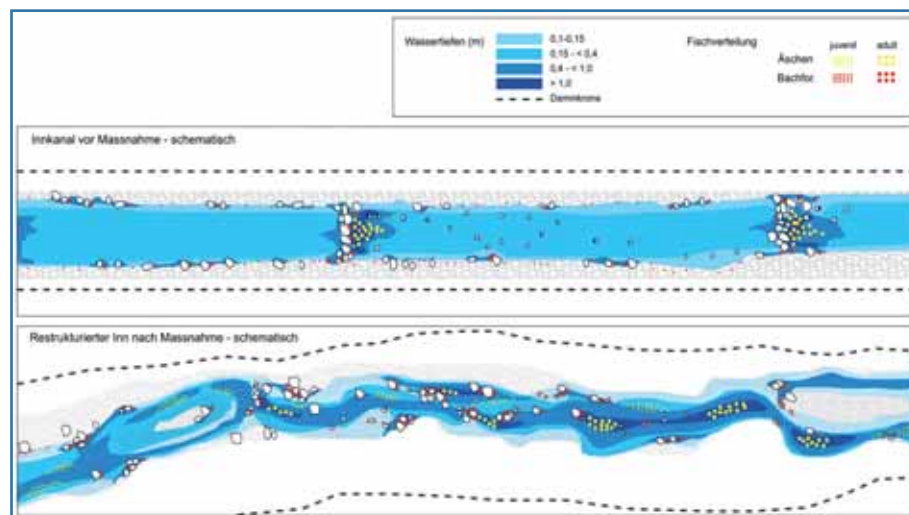 Wassertiefen (m)
0,1-0,15
0,15 - < 0,4
0,4 - < 1,0
> 1,0
Dammkrone
Fischverteilung
juvenil adult
Äschen
Bachfor.
Innkanal vor Massnahme - schematisch
Restrukturierter Inn nach Massnahme - schematisch